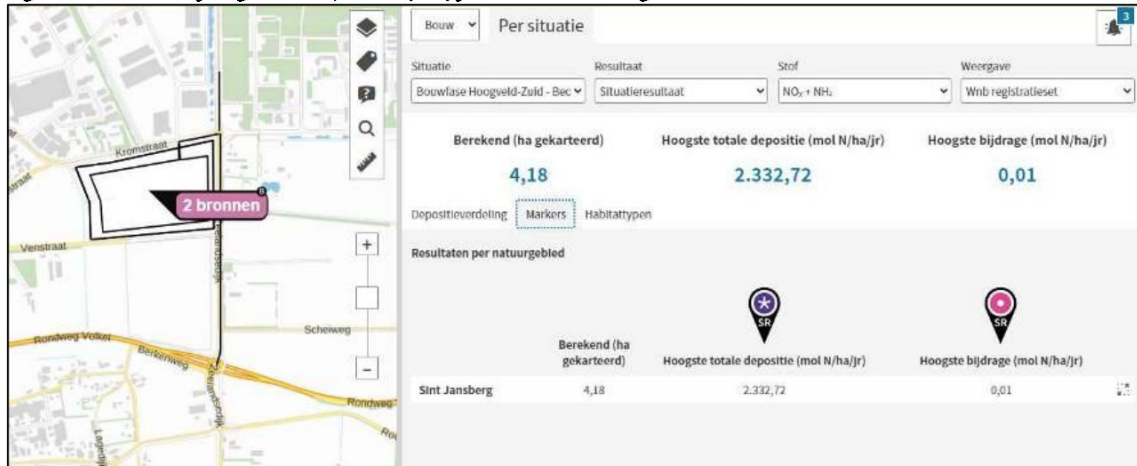 Kromstraat
straat
2 bronnen
B
Venstraat
Zeelandsedijk
Scheiweg
Rondweg Volkel
Berkenweg
Zeelandsedijk
Rondweg
Lagedijk
Bouw
Per situatie
3
Situatie
Resultaat
Stof
Weergave
Bouwfase Hoogveld-Zuid - Bec
Situatieresultaat
NOₓ + NH₃
Wnb registratieset
Berekend (ha gekarteerd)
Hoogste totale depositie (mol N/ha/jr)
Hoogste bijdrage (mol N/ha/jr)
4,18
2.332,72
0,01
Depositieverdeling
Markers
Habitattypen
Resultaten per natuurgebied
SR
SR
Berekend (ha
gekarteerd)
Hoogste totale depositie (mol N/ha/jr)
Hoogste bijdrage (mol N/ha/jr)
Sint Jansberg
4,18
2.332,72
0,01